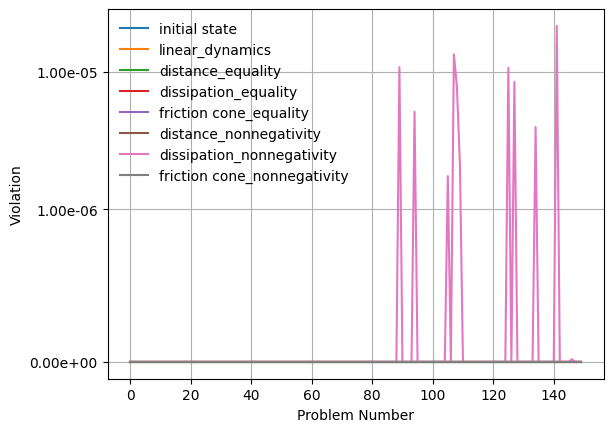 initial state
linear_dynamics
distance_equality
dissipation_equality
friction cone_equality
distance_nonnegativity
dissipation_nonnegativity
friction cone_nonnegativity
1.00e-05
1.00e-06
0.00e+00
Violation
0 20 40 60 80 100 120 140
Problem Number